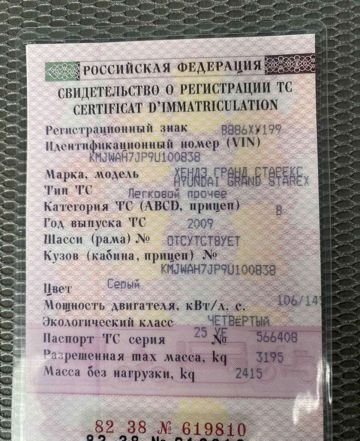 РОССИЙСКАЯ ФЕДЕРАЦИЯ
СВИДЕТЕЛЬСТВО О РЕГИСТРАЦИИ ТС
CERTIFICAT D'IMMATRICULATION
Регистрационный знак В886ХУ199
Идентификационный номер (VIN)
KMJWAH7JP9U100838
Марка, модель ХЕНДЭ ГРАНД СТАРЕКС
HYUNDAI GRAND STAREX
Тип ТС Легковой прочее
Категория ТС (ABCD, прицеп) В
Год выпуска ТС 2009
Шасси (рама) № ОТСУТСТВУЕТ
Кузов (кабина, прицеп) №
KMJWAH7JP9U100838
Цвет Серый
Мощность двигателя, кВт/л. с. 106/145
Экологический класс ЧЕТВЕРТЫЙ
Паспорт ТС серия 25 УЕ № 566408
Разрешенная max масса, kg 3195
Масса без нагрузки, kg 2415
82 38 № 619810